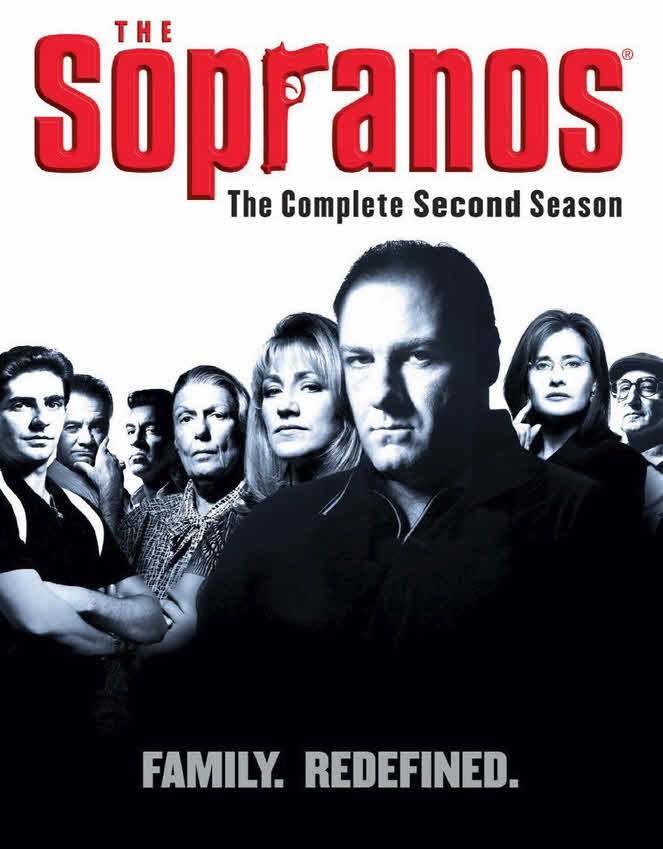 THE
Sopranos®
The Complete Second Season
FAMILY. REDEFINED.